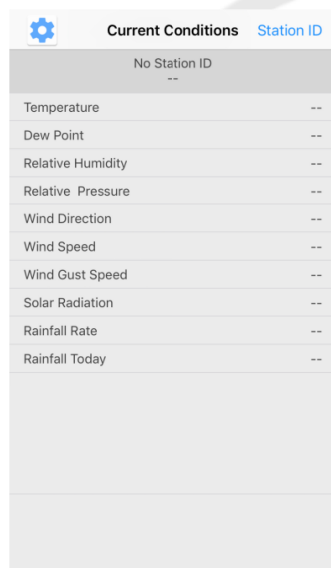 Current Conditions Station ID
No Station ID
--
Temperature --
Dew Point --
Relative Humidity --
Relative  Pressure --
Wind Direction --
Wind Speed --
Wind Gust Speed --
Solar Radiation --
Rainfall Rate --
Rainfall Today --